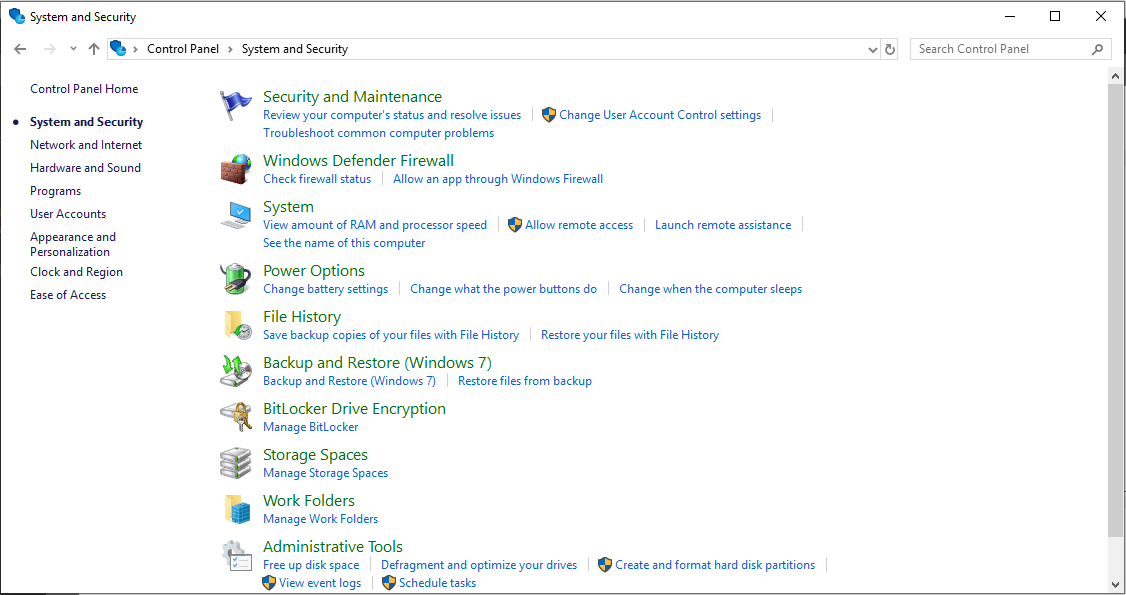 System and Security
Control Panel System and Security
Search Control Panel
Control Panel Home
System and Security
Network and Internet
Hardware and Sound
Programs
User Accounts
Appearance and
Personalization
Clock and Region
Ease of Access
Security and Maintenance
Review your computer's status and resolve issues Change User Account Control settings
Troubleshoot common computer problems
Windows Defender Firewall
Check firewall status Allow an app through Windows Firewall
System
View amount of RAM and processor speed Allow remote access Launch remote assistance
See the name of this computer
Power Options
Change battery settings Change what the power buttons do Change when the computer sleeps
File History
Save backup copies of your files with File History Restore your files with File History
Backup and Restore (Windows 7)
Backup and Restore (Windows 7) Restore files from backup
BitLocker Drive Encryption
Manage BitLocker
Storage Spaces
Manage Storage Spaces
Work Folders
Manage Work Folders
Administrative Tools
Free up disk space Defragment and optimize your drives Create and format hard disk partitions
View event logs Schedule tasks